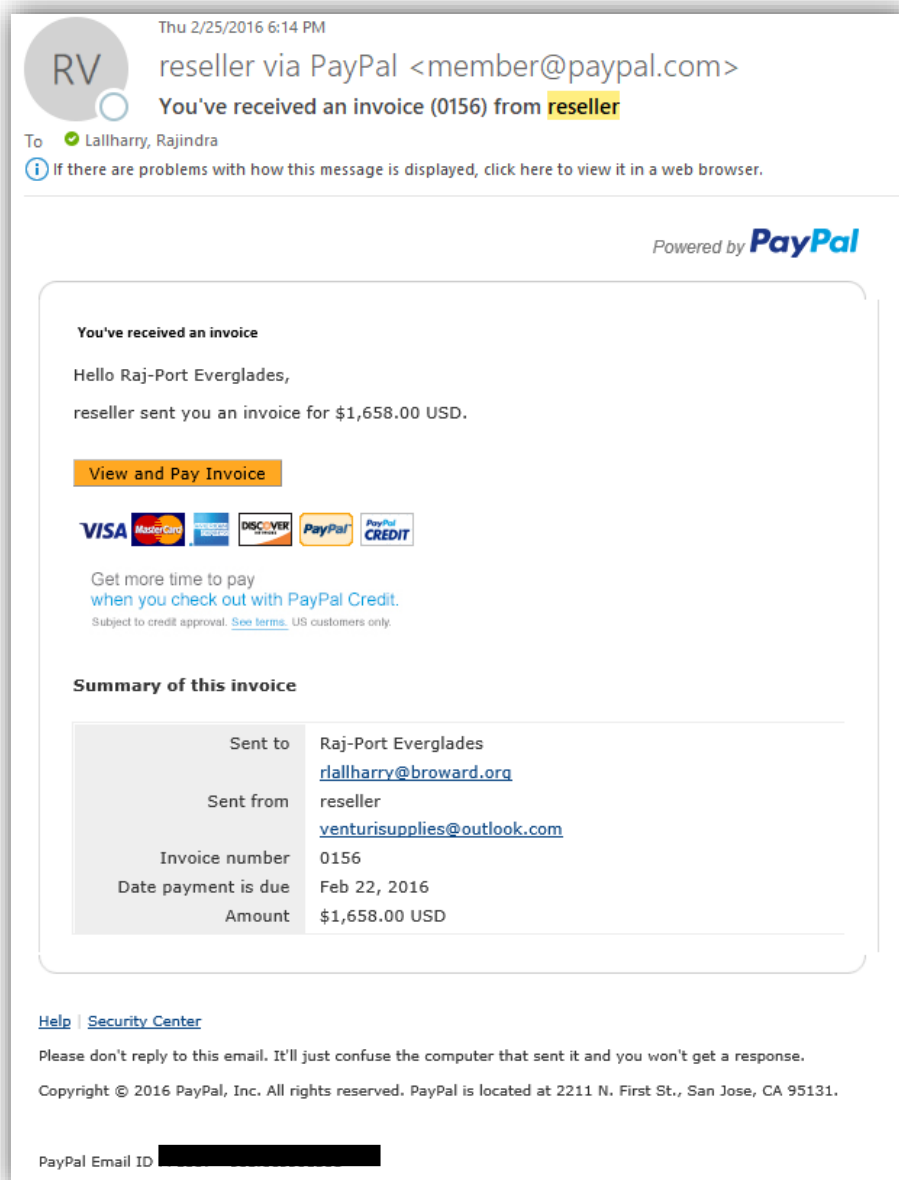 Thu 2/25/2016 6:14 PM
RV
reseller via PayPal <member@paypal.com>
You've received an invoice (0156) from reseller
To Lallharry, Rajindra
If there are problems with how this message is displayed, click here to view it in a web browser.
Powered by PayPal
You've received an invoice
Hello Raj-Port Everglades,
reseller sent you an invoice for $1,658.00 USD.
View and Pay Invoice
VISA MasterCard DISCOVER PayPal PayPal CREDIT
Get more time to pay
when you check out with PayPal Credit.
Subject to credit approval. See terms. US customers only.
Summary of this invoice
Sent to Raj-Port Everglades
rlallharry@broward.org
Sent from reseller
venturisupplies@outlook.com
Invoice number 0156
Date payment is due Feb 22, 2016
Amount $1,658.00 USD
Help | Security Center
Please don't reply to this email. It'll just confuse the computer that sent it and you won't get a response.
Copyright © 2016 PayPal, Inc. All rights reserved. PayPal is located at 2211 N. First St., San Jose, CA 95131.
PayPal Email ID